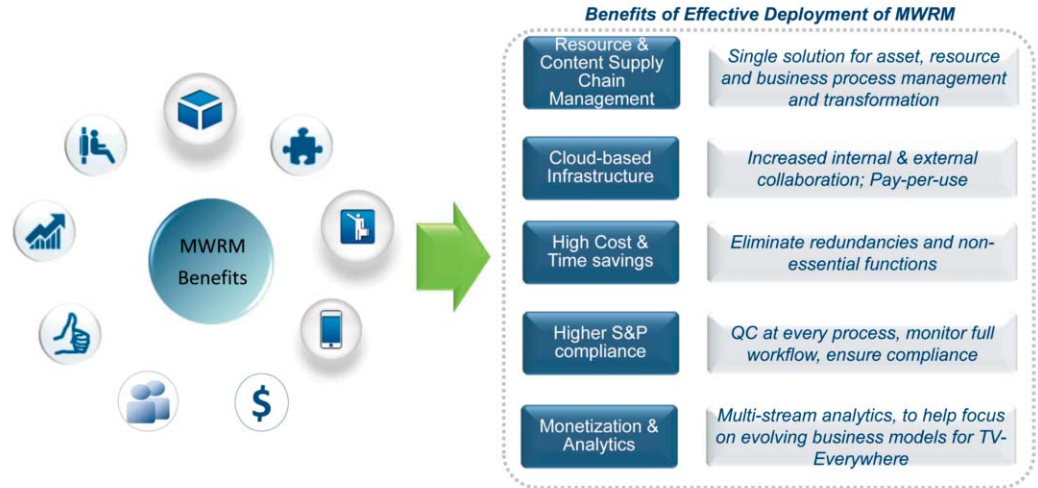 Benefits of Effective Deployment of MWRM
MWRM
Benefits
$
Resource &
Content Supply
Chain
Management
Single solution for asset, resource
and business process management
and transformation
Cloud-based
Infrastructure
Increased internal & external
collaboration; Pay-per-use
High Cost &
Time savings
Eliminate redundancies and non-
essential functions
Higher S&P
compliance
QC at every process, monitor full
workflow, ensure compliance
Monetization &
Analytics
Multi-stream analytics, to help focus
on evolving business models for TV-
Everywhere